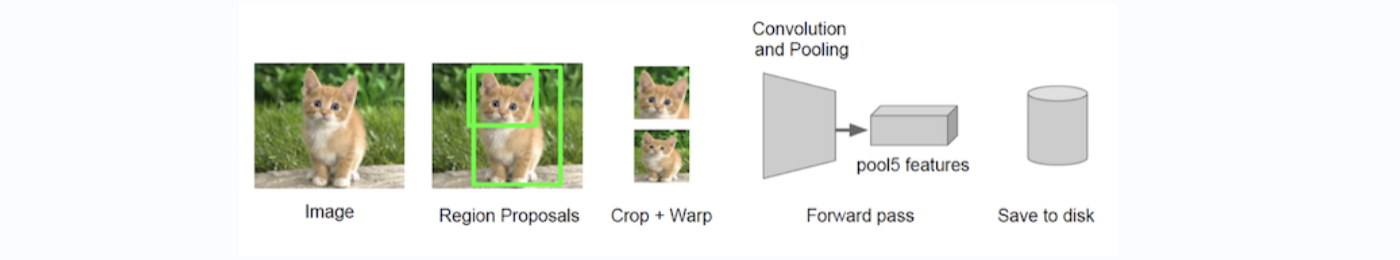 Convolution
and Pooling
pool5 features
Image
Region Proposals
Crop + Warp
Forward pass
Save to disk